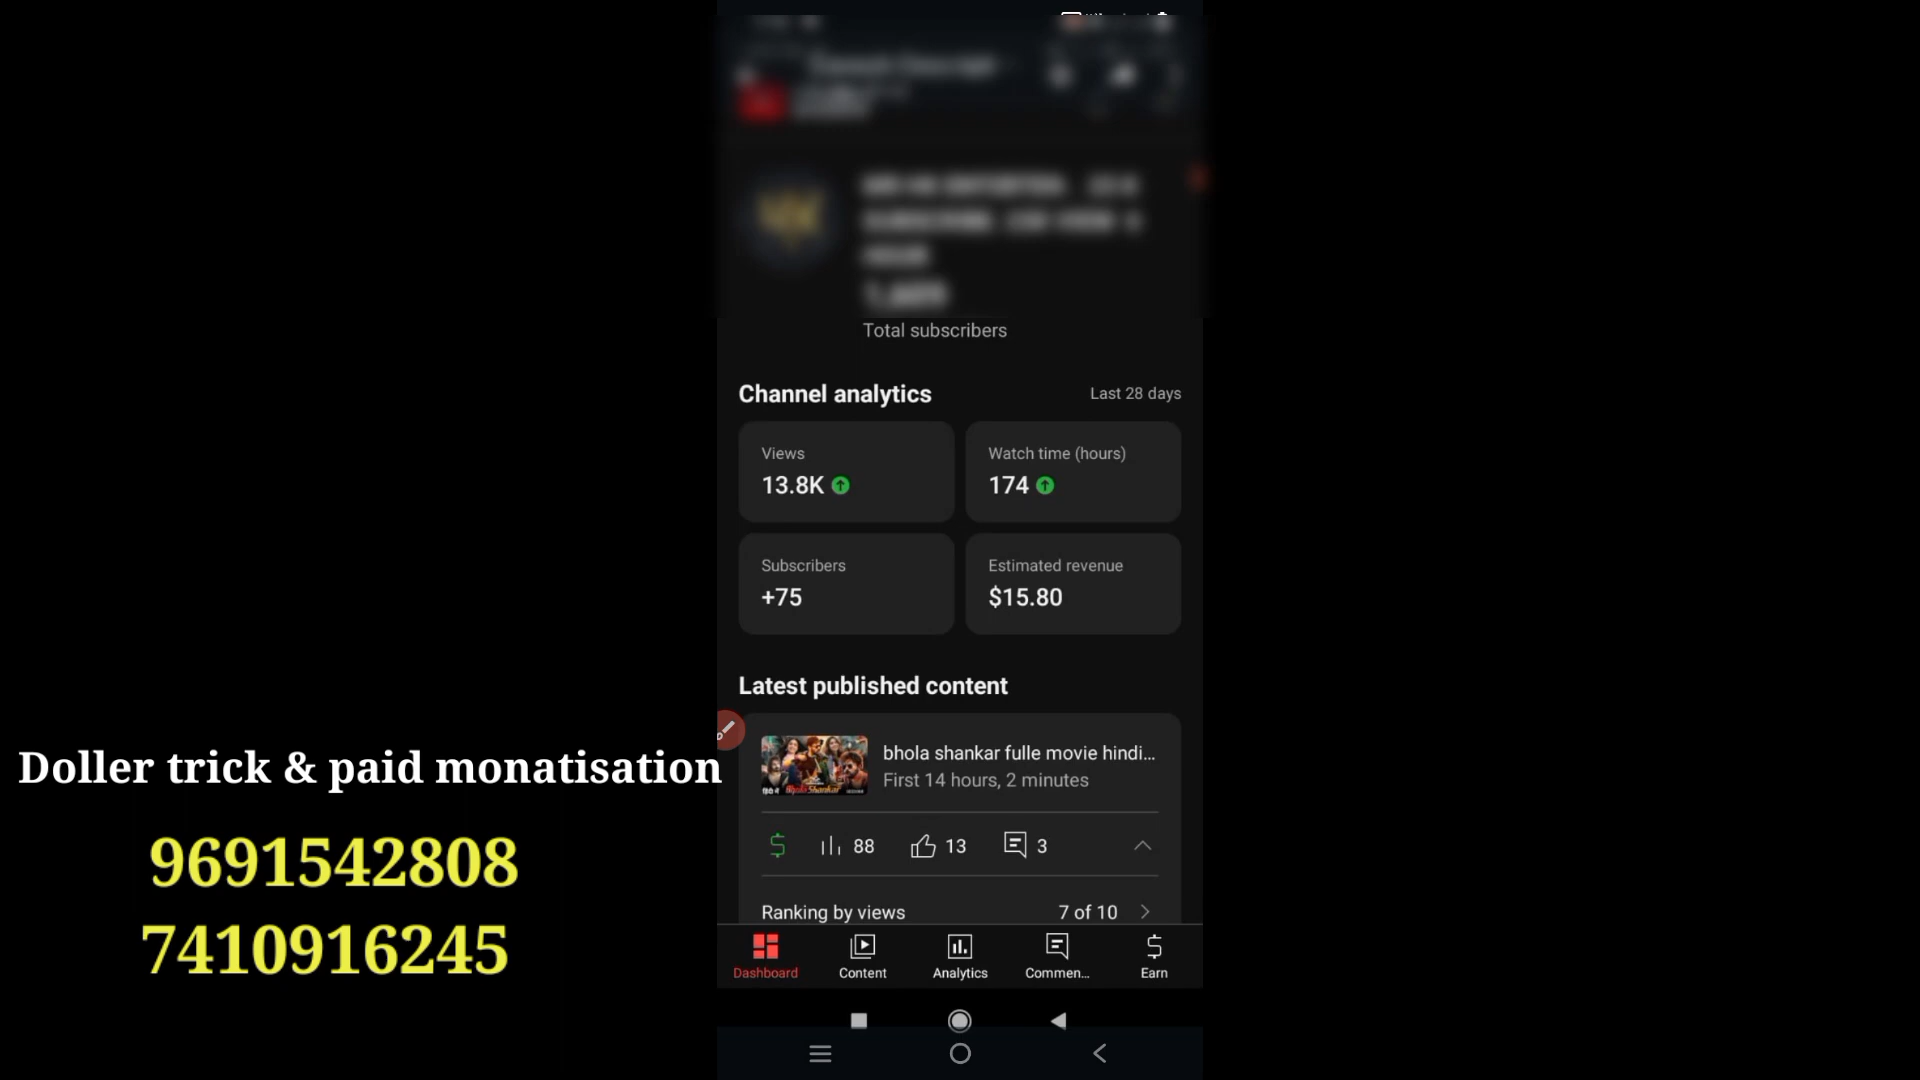 Total subscribers
Channel analytics
Last 28 days
Views
13.8K
Watch time (hours)
174
Subscribers
+75
Estimated revenue
$15.80
Latest published content
bhola shankar fulle movie hindi...
First 14 hours, 2 minutes
88
13
3
Ranking by views
7 of 10
Dashboard
Content
Analytics
Commen...
Earn
Doller trick & paid monatisation
9691542808
7410916245